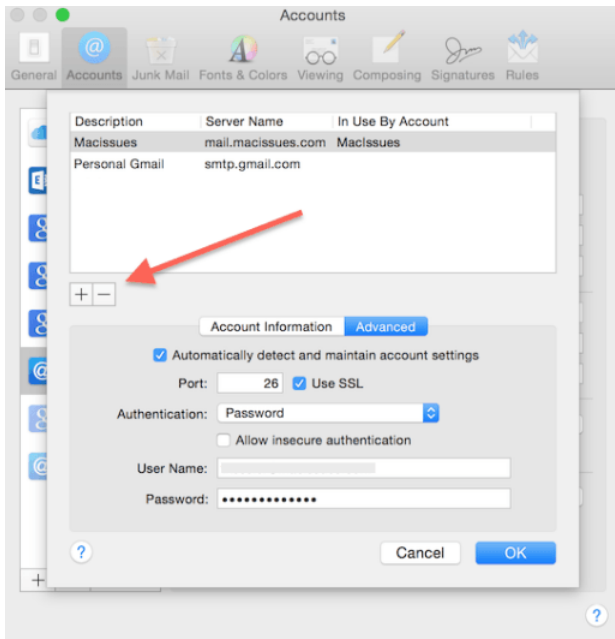 Accounts
General Accounts Junk Mail Fonts & Colors Viewing Composing Signatures Rules
Description Server Name In Use By Account
Macissues mail.macissues.com MacIssues
Personal Gmail smtp.gmail.com
+ −
Account Information Advanced
Automatically detect and maintain account settings
Port: 26 Use SSL
Authentication: Password
Allow insecure authentication
User Name:
Password: •••••••••••••
? Cancel OK
+
?